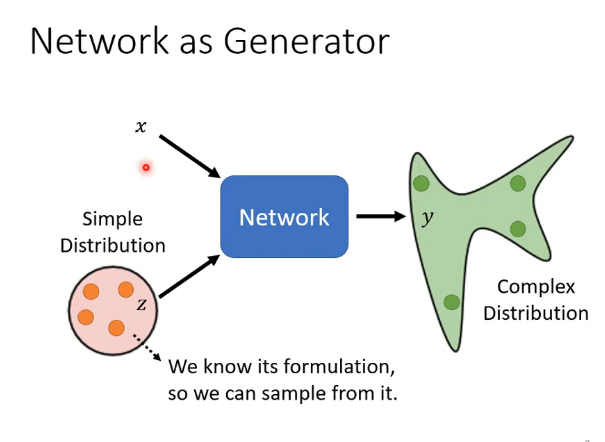 Network as Generator
x
Simple
Distribution
z
Network
y
Complex
Distribution
We know its formulation,
so we can sample from it.